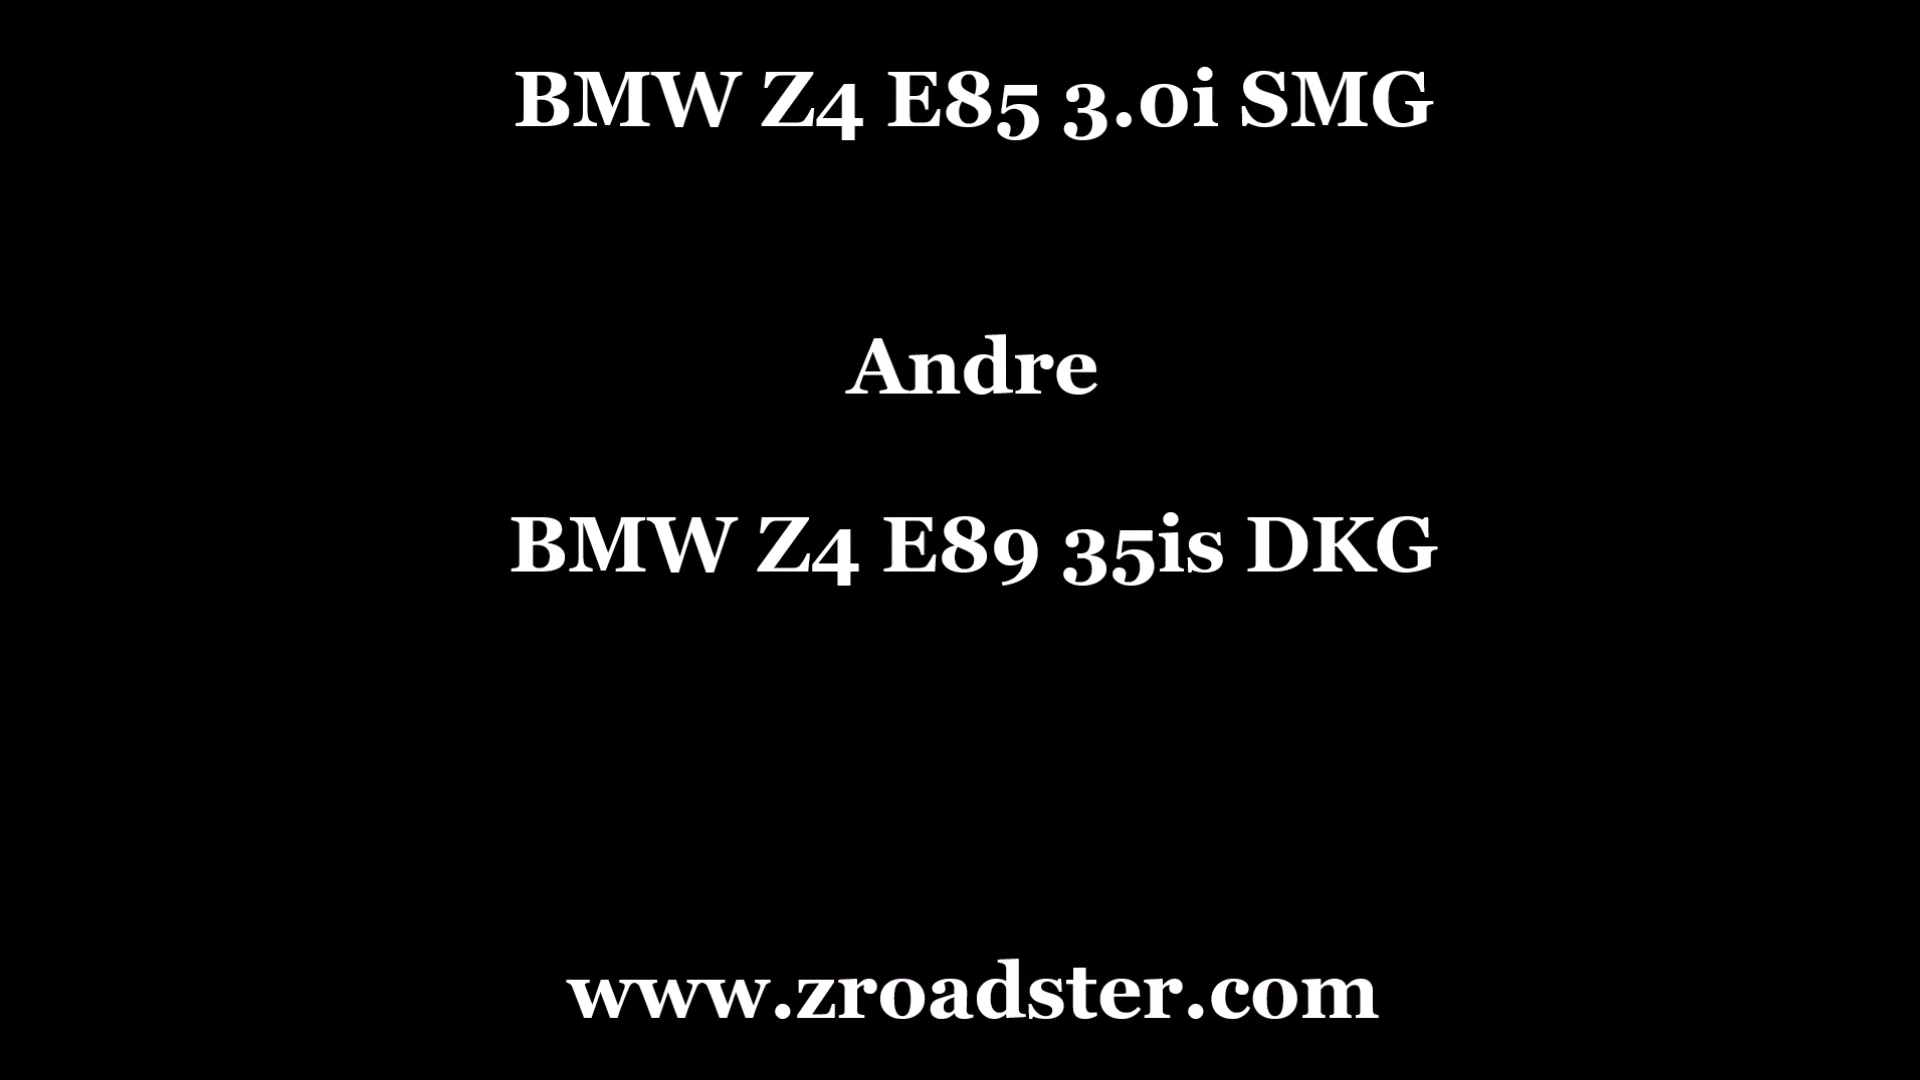 BMW Z4 E85 3.0i SMG
Andre
BMW Z4 E89 35is DKG
www.zroadster.com